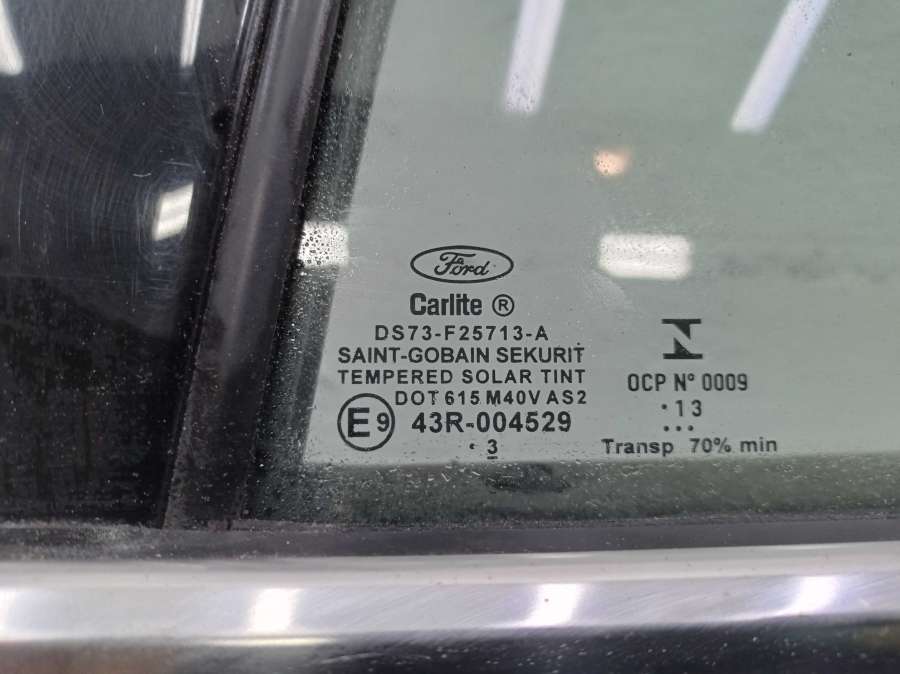 Ford
Carlite ®
DS73-F25713-A
SAINT-GOBAIN SEKURIT
TEMPERED SOLAR TINT
DOT 615 M40V AS2
E9 43R-004529
. 3
N
OCP Nº 0009
.13
...
Transp 70% min